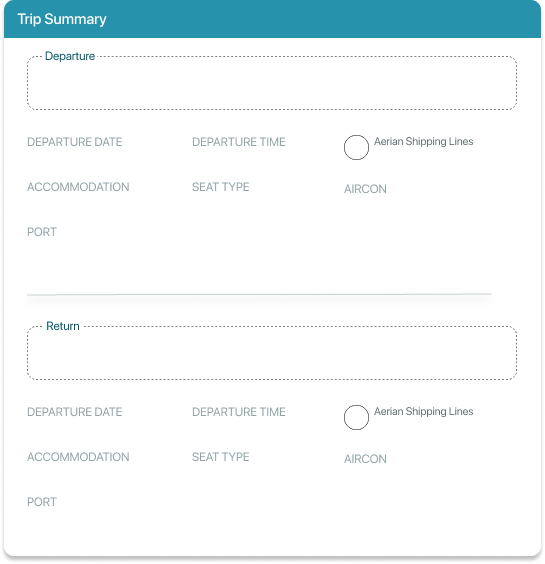 Trip Summary
Departure
DEPARTURE DATE
DEPARTURE TIME
Aerian Shipping Lines
ACCOMMODATION
SEAT TYPE
AIRCON
PORT
Return
DEPARTURE DATE
DEPARTURE TIME
Aerian Shipping Lines
ACCOMMODATION
SEAT TYPE
AIRCON
PORT